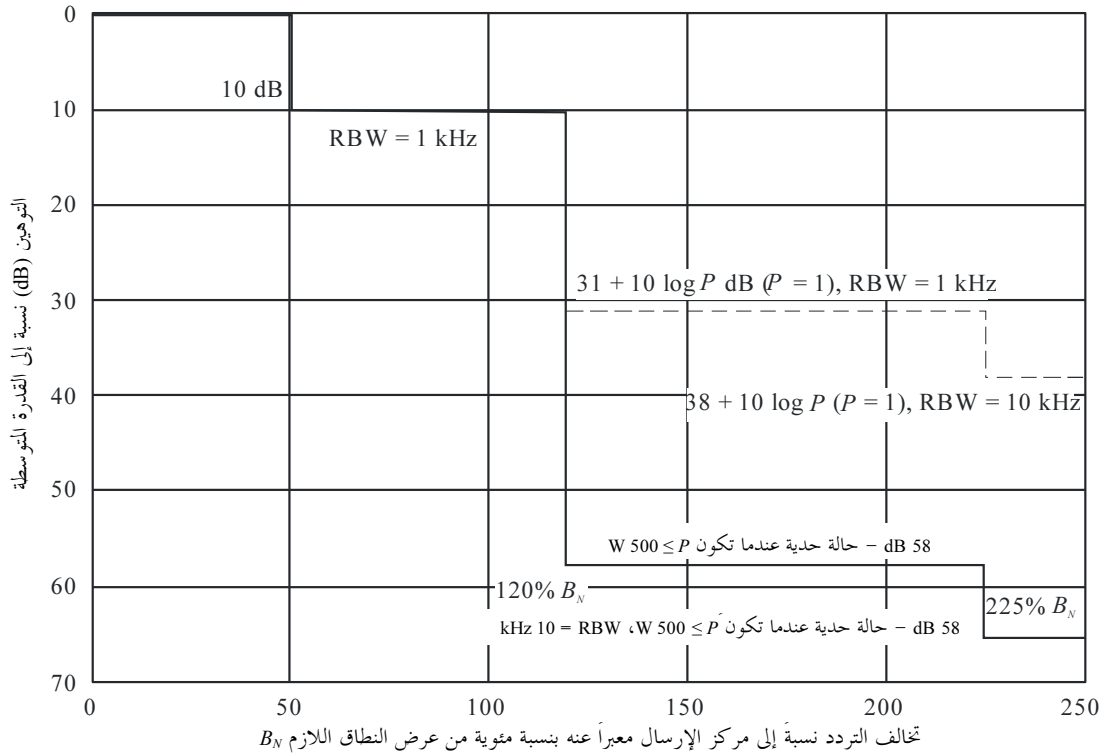 0
10
20
30
40
50
60
70
التوهين (dB) نسبة إلى القدرة المتوسطة
10 dB
RBW = 1 kHz
31 + 10 log P dB (P = 1), RBW = 1 kHz
38 + 10 log P (P = 1), RBW = 10 kHz
58 dB – حالة حدية عندما تكون P ≥ 500 W
120% B_N
225% B_N
58 dB – حالة حدية عندما تكون P ≥ 500 W، RBW = 10 kHz
0 50 100 150 200 250
تخالف التردد نسبةً إلى مركز الإرسال معبراً عنه بنسبة مئوية من عرض النطاق اللازم B_N